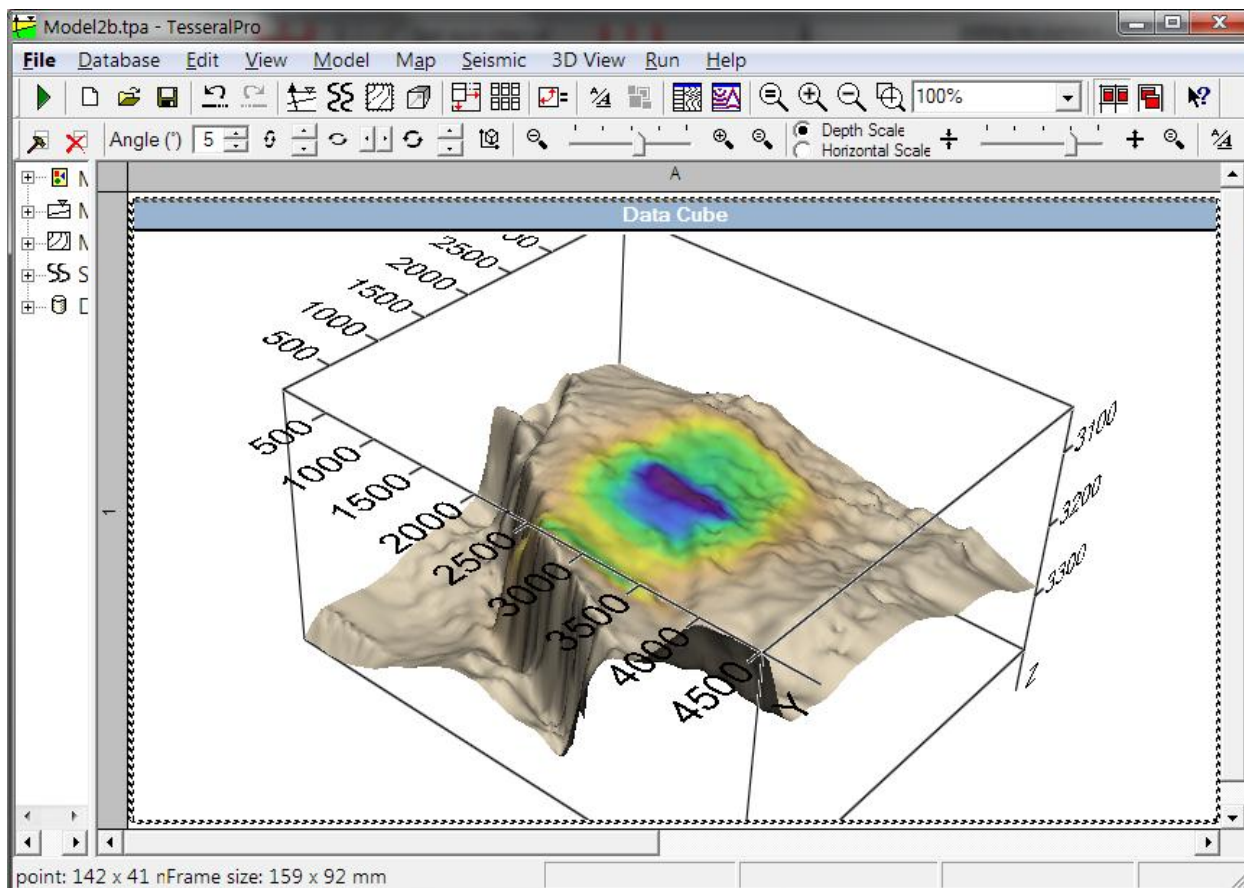 Model2b.tpa - TesseralPro
File Database Edit View Model Map Seismic 3D View Run Help
100%
Angle (°) 5 Depth Scale
Horizontal Scale
A
N
N
N
S
D
1
Data Cube
2500
2000
1500
1000
500
500
1000
1500
2000
2500
3000
3500
4000
4500
Y
3100
3200
3300
Z
point: 142 x 41 r Frame size: 159 x 92 mm